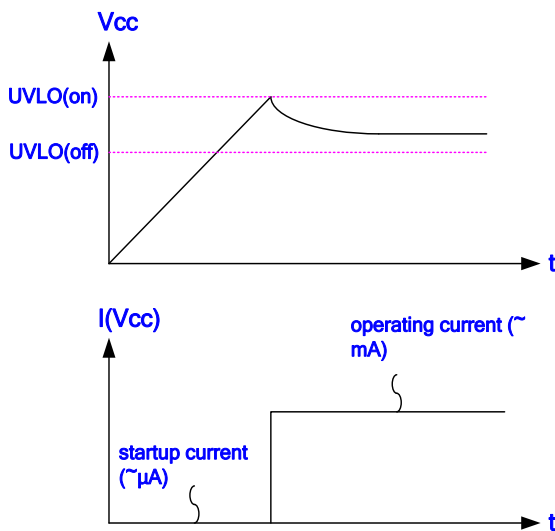 Vcc
UVLO(on)
UVLO(off)
t
I(Vcc)
operating current (~
mA)
startup current
(~µA)
t